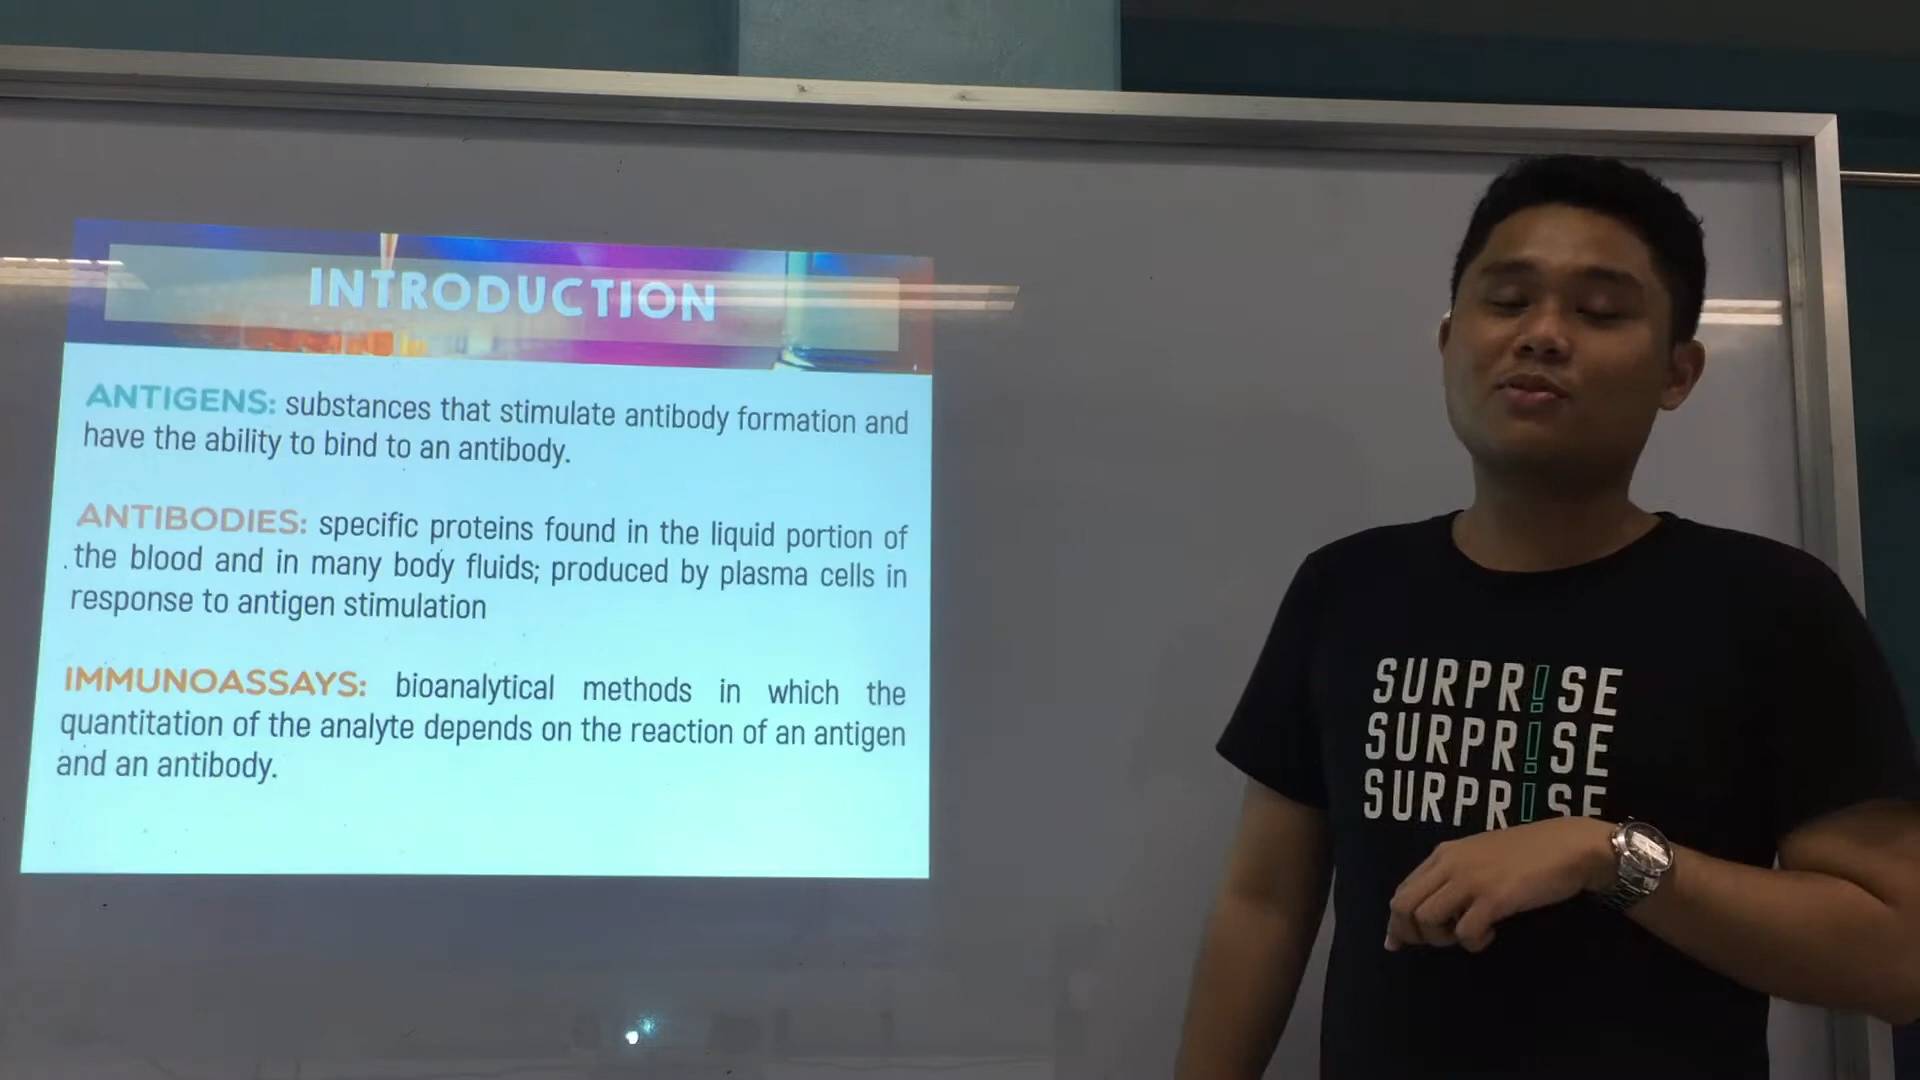 INTRODUCTION
ANTIGENS: substances that stimulate antibody formation and
have the ability to bind to an antibody.
ANTIBODIES: specific proteins found in the liquid portion of
the blood and in many body fluids; produced by plasma cells in
response to antigen stimulation
IMMUNOASSAYS: bioanalytical methods in which the
quantitation of the analyte depends on the reaction of an antigen
and an antibody.
SURPR!SE
SURPR!SE
SURPR!SE